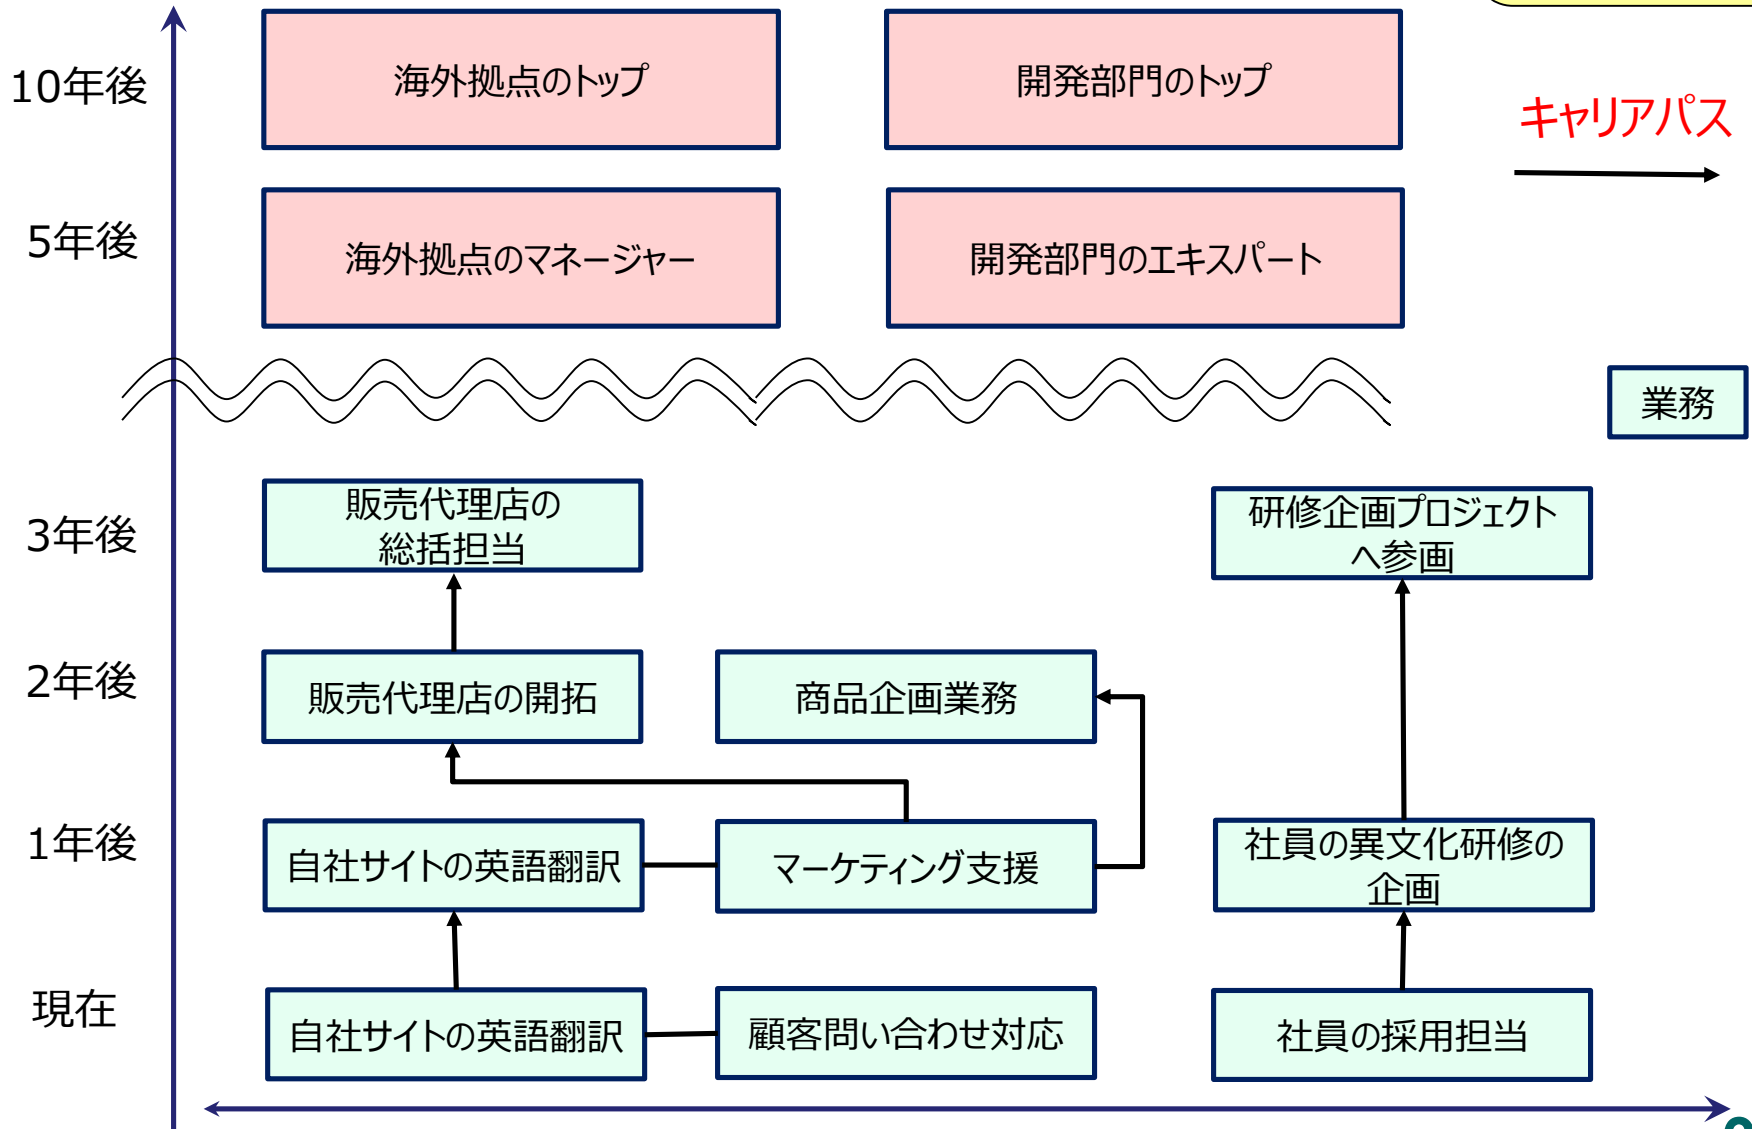 10年後
海外拠点のトップ
開発部門のトップ
キャリアパス
5年後
海外拠点のマネージャー
開発部門のエキスパート
業務
3年後
販売代理店の
総括担当
研修企画プロジェクト
へ参画
2年後
販売代理店の開拓
商品企画業務
1年後
自社サイトの英語翻訳
マーケティング支援
社員の異文化研修の
企画
現在
自社サイトの英語翻訳
顧客問い合わせ対応
社員の採用担当